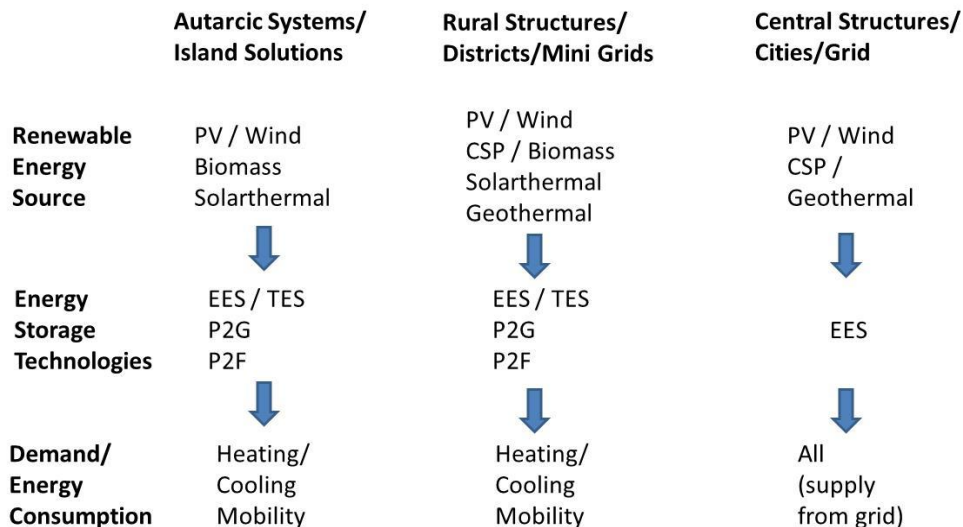 Autarcic Systems/
Island Solutions
Rural Structures/
Districts/Mini Grids
Central Structures/
Cities/Grid
Renewable
Energy
Source
PV / Wind
Biomass
Solarthermal
PV / Wind
CSP / Biomass
Solarthermal
Geothermal
PV / Wind
CSP /
Geothermal
Energy
Storage
Technologies
EES / TES
P2G
P2F
EES / TES
P2G
P2F
EES
Demand/
Energy
Consumption
Heating/
Cooling
Mobility
Heating/
Cooling
Mobility
All
(supply
from grid)